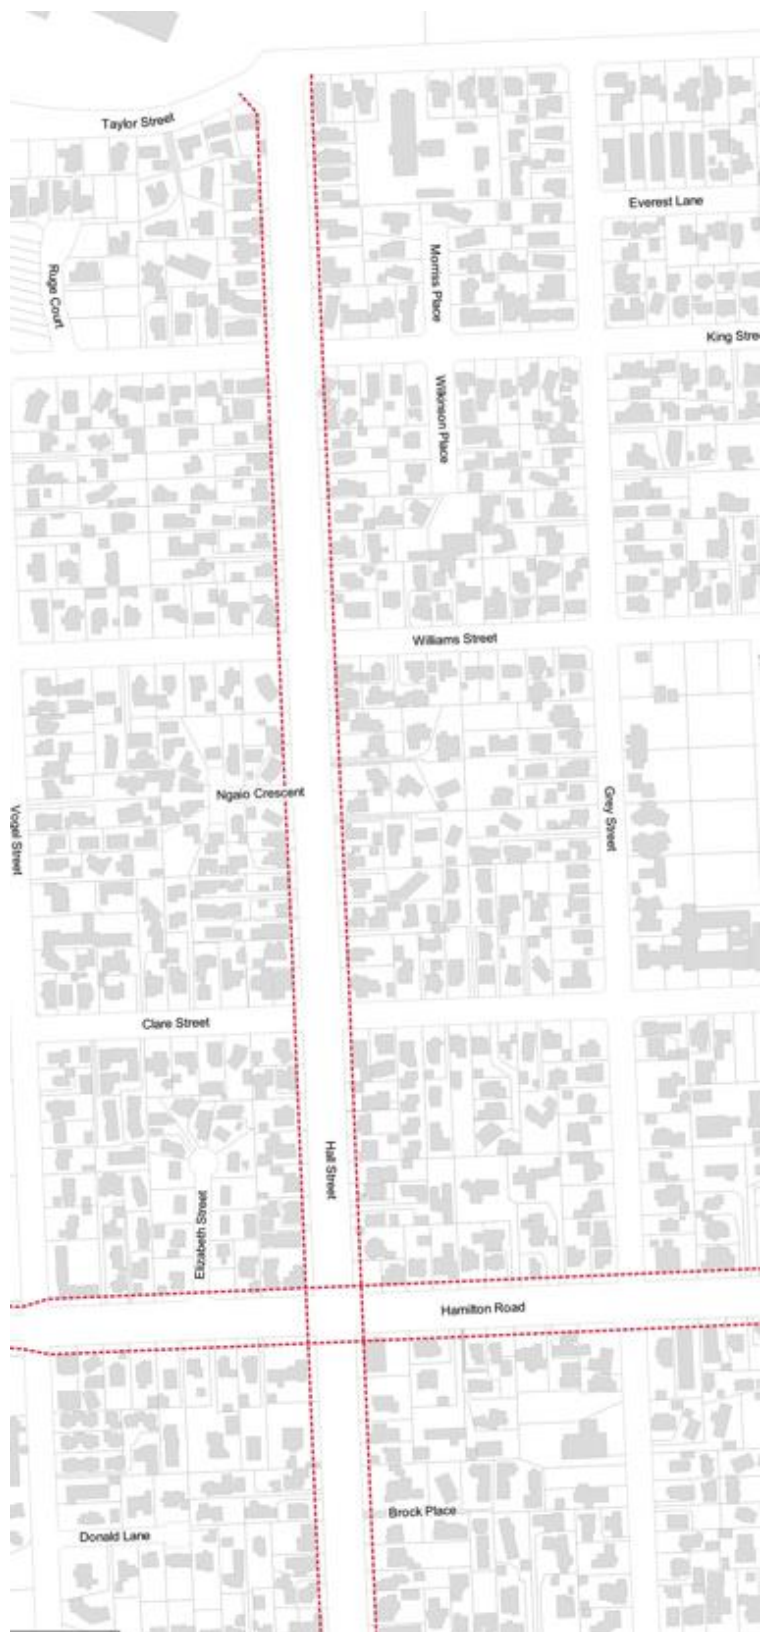 Taylor Street
Everest Lane
Morriss Place
Ruge Court
King Stre
Wilkinson Place
Williams Street
Ngaio Crescent
Grey Street
Vogel Street
Clare Street
Hall Street
Elizabeth Street
Hamilton Road
Brock Place
Donald Lane